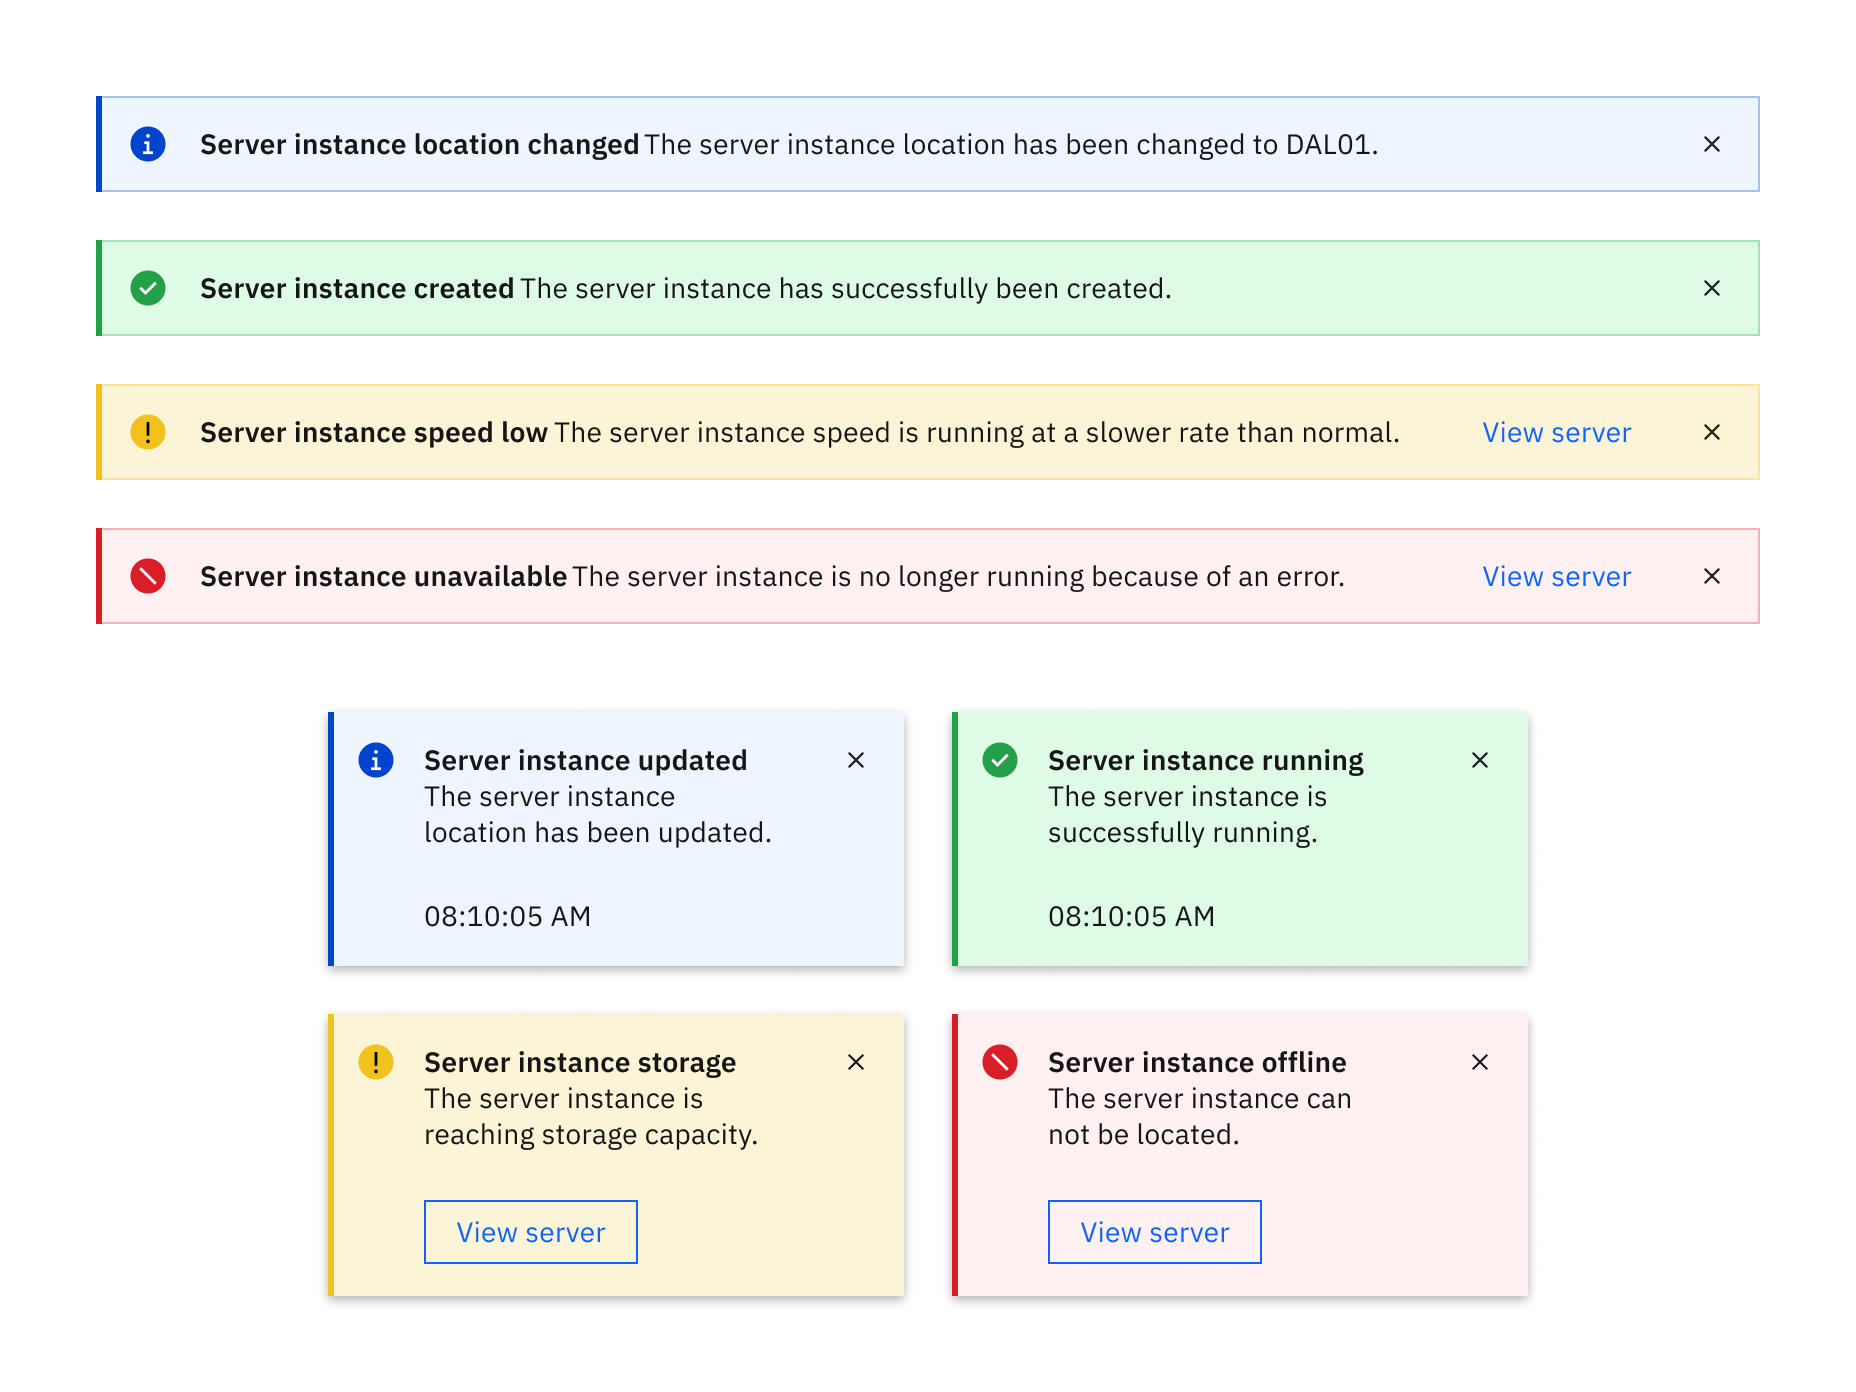 Server instance location changed The server instance location has been changed to DAL01.
Server instance created The server instance has successfully been created.
Server instance speed low The server instance speed is running at a slower rate than normal. View server
Server instance unavailable The server instance is no longer running because of an error. View server
Server instance updated
The server instance
location has been updated.
08:10:05 AM
Server instance running
The server instance is
successfully running.
08:10:05 AM
Server instance storage
The server instance is
reaching storage capacity.
View server
Server instance offline
The server instance can
not be located.
View server